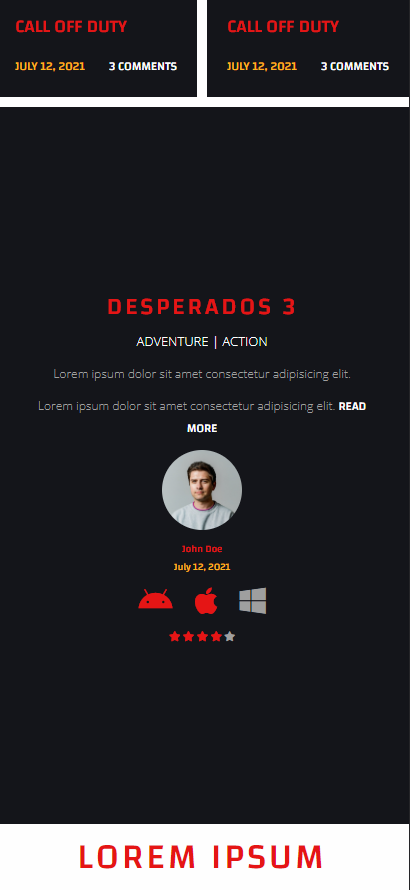 CALL OFF DUTY
JULY 12, 2021 3 COMMENTS
CALL OFF DUTY
JULY 12, 2021 3 COMMENTS
DESPERADOS 3
ADVENTURE | ACTION
Lorem ipsum dolor sit amet consectetur adipisicing elit.
Lorem ipsum dolor sit amet consectetur adipisicing elit. READ
MORE
John Doe
July 12, 2021
LOREM IPSUM